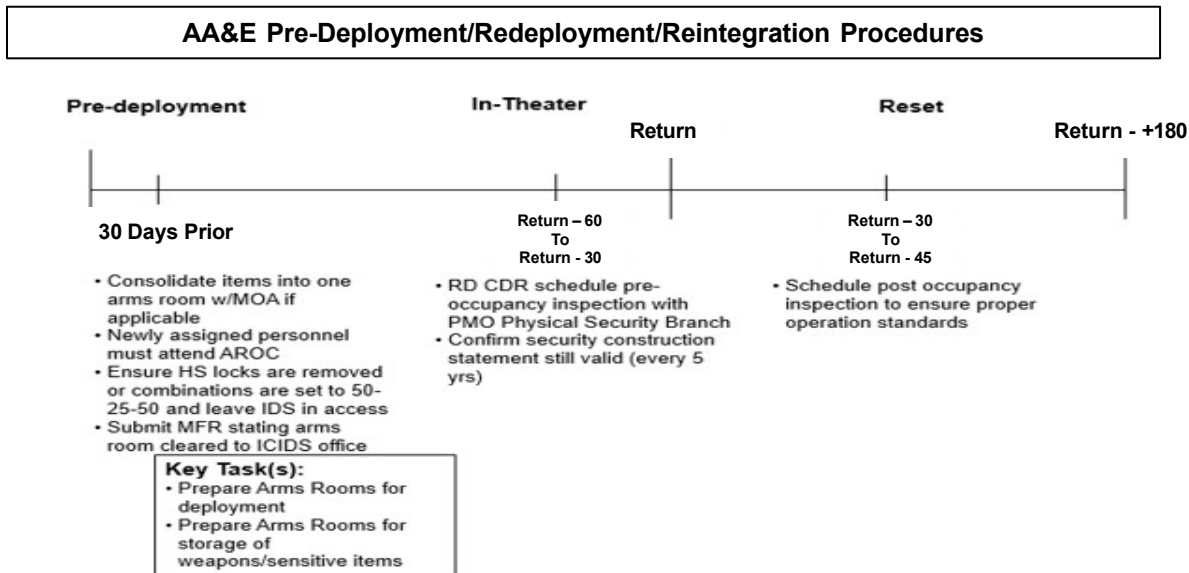 AA&E Pre-Deployment/Redeployment/Reintegration Procedures
Pre-deployment
In-Theater
Reset
Return
Return - +180
30 Days Prior
• Consolidate items into one
arms room w/MOA if
applicable
• Newly assigned personnel
must attend AROC
• Ensure HS locks are removed
or combinations are set to 50-
25-50 and leave IDS in access
• Submit MFR stating arms
room cleared to ICIDS office
Key Task(s):
• Prepare Arms Rooms for
deployment
• Prepare Arms Rooms for
storage of
weapons/sensitive items
Return – 60
To
Return - 30
• RD CDR schedule pre-
occupancy inspection with
PMO Physical Security Branch
• Confirm security construction
statement still valid (every 5
yrs)
Return – 30
To
Return - 45
• Schedule post occupancy
inspection to ensure proper
operation standards